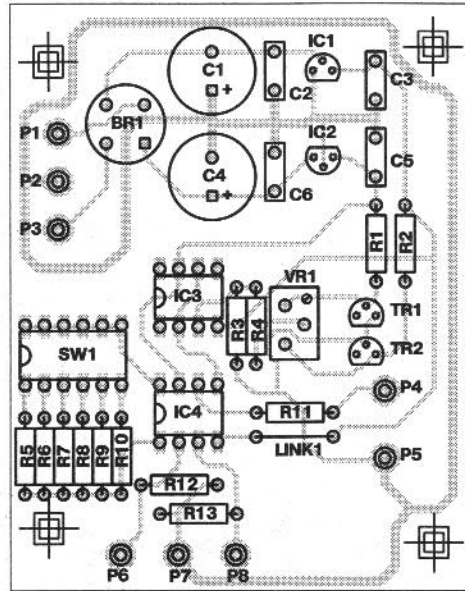 IC1
C1
+
C2
C3
P1
BR1
IC2
P2
C4
C5
P3
+
C6
R1
R2
IC3
VR1
R3
R4
TR1
SW1
TR2
P4
IC4
R11
R5
R6
R7
R8
R9
R10
LINK1
P5
R12
R13
P6
P7
P8